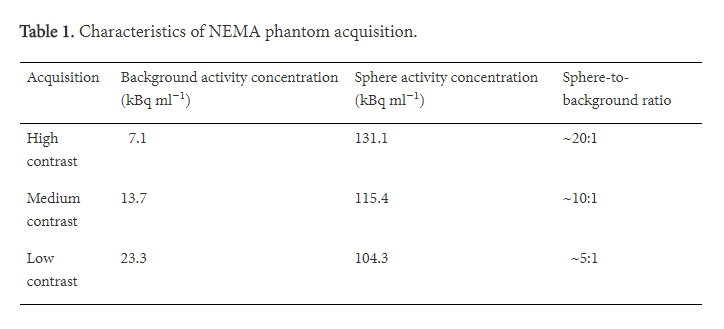 Table 1. Characteristics of NEMA phantom acquisition.
Acquisition Background activity concentration Sphere activity concentration Sphere-to-
(kBq ml⁻¹) (kBq ml⁻¹) background ratio
High 7.1 131.1 ~20:1
contrast
Medium 13.7 115.4 ~10:1
contrast
Low 23.3 104.3 ~5:1
contrast